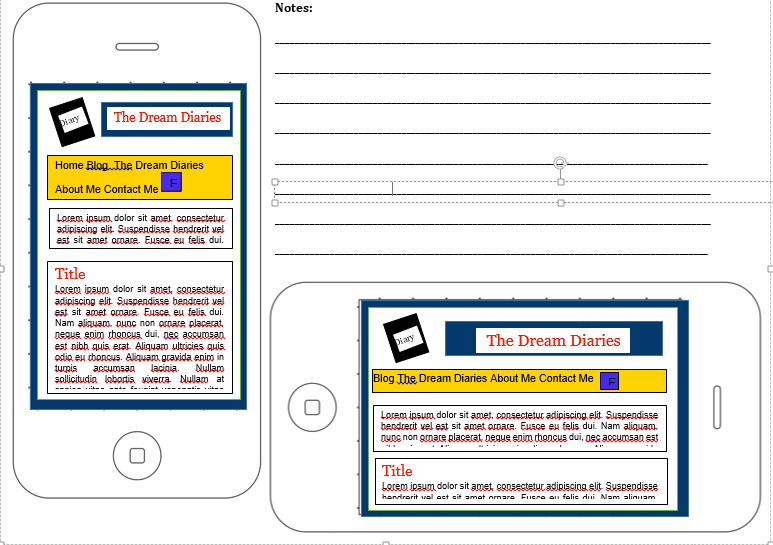 Notes:
Diary
The Dream Diaries
Home Blog The Dream Diaries
About Me Contact Me F
Lorem ipsum dolor sit amet, consectetur
adipiscing elit. Suspendisse hendrerit vel
est sit amet ornare. Fusce eu felis dui.
Title
Lorem ipsum dolor sit amet, consectetur
adipiscing elit. Suspendisse hendrerit vel
est sit amet ornare. Fusce eu felis dui.
Nam aliquam, nunc non ornare placerat,
neque enim rhoncus dui, nec accumsan
est nibh quis erat. Aliquam ultricies quis
odio eu rhoncus. Aliquam gravida enim in
turpis accumsan lacinia. Nullam
sollicitudin lobortis viverra. Nullam at
Diary
The Dream Diaries
Blog The Dream Diaries About Me Contact Me F
Lorem ipsum dolor sit amet, consectetur adipiscing elit. Suspendisse
hendrerit vel est sit amet ornare. Fusce eu felis dui. Nam aliquam,
nunc non ornare placerat, neque enim rhoncus dui, nec accumsan est
Title
Lorem ipsum dolor sit amet, consectetur adipiscing elit. Suspendisse
hendrerit vel est sit amet ornare. Fusce eu felis dui. Nam aliquam,